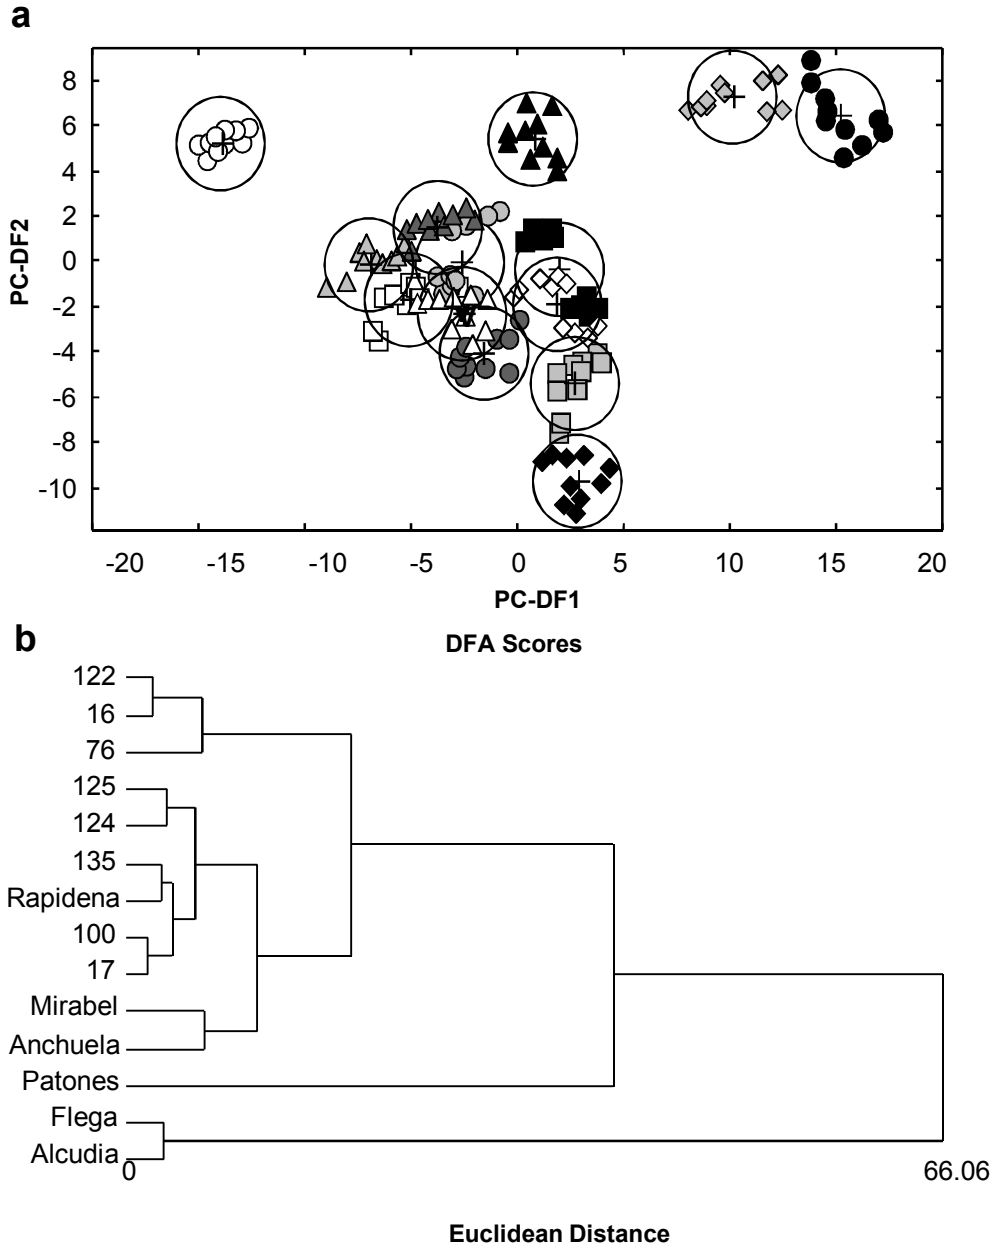 a
8
6
4
2
0
-2
-4
-6
-8
-10
PC-DF2
-20 -15 -10 -5 0 5 10 15 20
PC-DF1
b
DFA Scores
122
16
76
125
124
135
Rapidena
100
17
Mirabel
Anchuela
Patones
Flega
Alcudia
0 66.06
Euclidean Distance